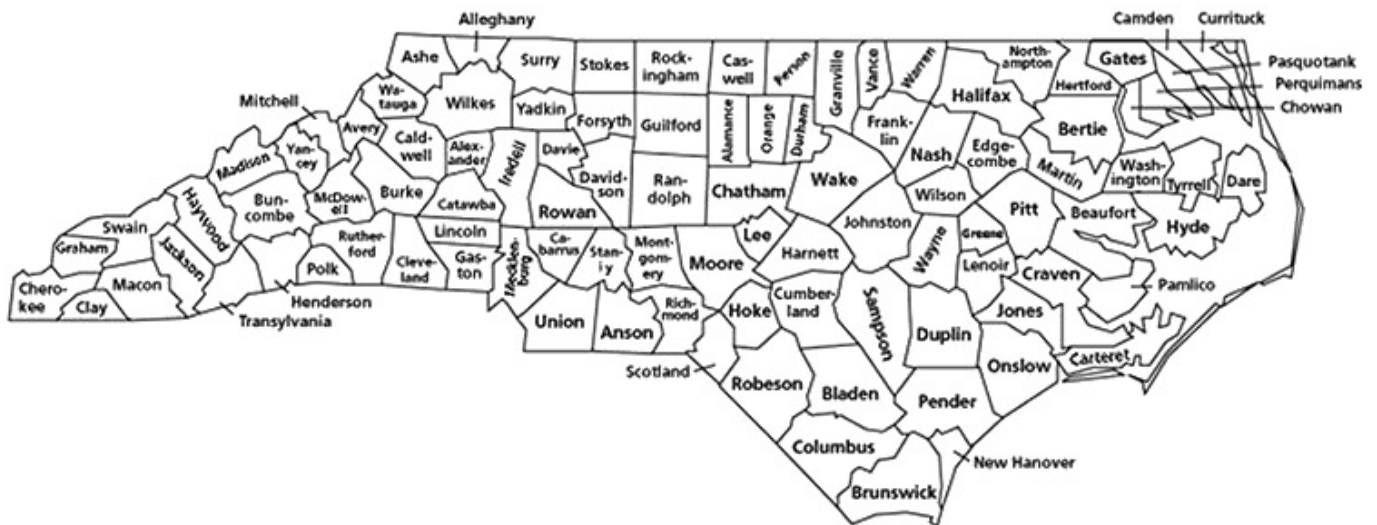 Alleghany
Camden
Currituck
Ashe
Surry
Stokes
Rock-
ingham
Cas-
well
Person
Granville
Vance
Warren
North-
ampton
Gates
Pasquotank
Hertford
Perquimans
Chowan
Mitchell
Wa-
tauga
Wilkes
Yadkin
Forsyth
Guilford
Alamance
Orange
Durham
Frank-
lin
Halifax
Bertie
Avery
Cald-
well
Alex-
ander
Iredell
Davie
Nash
Edge-
combe
Martin
Wash-
ington
Tyrrell
Dare
Madison
Yan-
cey
Burke
Catawba
David-
son
Ran-
dolph
Chatham
Wake
Wilson
Haywood
Bun-
combe
McDow-
ell
Rowan
Johnston
Pitt
Beaufort
Hyde
Swain
Graham
Jackson
Ruther-
ford
Lincoln
Lee
Harnett
Wayne
Greene
Cleve-
land
Gas-
ton
Mecklen-
burg
Ca-
barrus
Stan-
ly
Mont-
gom-
ery
Moore
Lenoir
Craven
Polk
Chero-
kee
Macon
Clay
Pamlico
Henderson
Transylvania
Union
Anson
Rich-
mond
Hoke
Cumber-
land
Sampson
Duplin
Jones
Scotland
Carteret
Onslow
Robeson
Bladen
Pender
Columbus
New Hanover
Brunswick